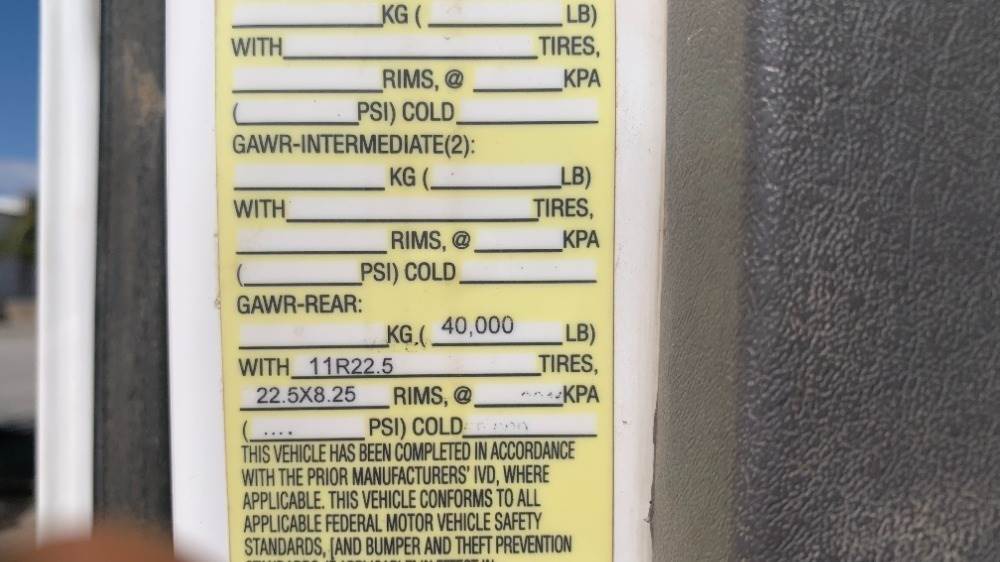 KG ( LB)
WITH TIRES,
RIMS, @ KPA
( PSI) COLD
GAWR-INTERMEDIATE(2):
KG ( LB)
WITH TIRES,
RIMS, @ KPA
( PSI) COLD
GAWR-REAR:
KG ( 40,000 LB)
WITH 11R22.5 TIRES,
22.5X8.25 RIMS, @ KPA
( PSI) COLD
THIS VEHICLE HAS BEEN COMPLETED IN ACCORDANCE
WITH THE PRIOR MANUFACTURERS' IVD, WHERE
APPLICABLE. THIS VEHICLE CONFORMS TO ALL
APPLICABLE FEDERAL MOTOR VEHICLE SAFETY
STANDARDS, [AND BUMPER AND THEFT PREVENTION